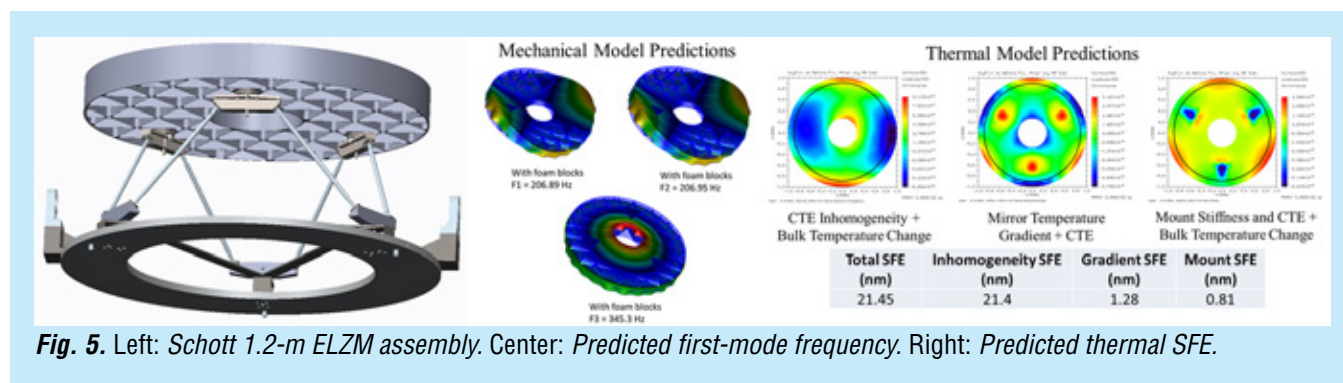 Mechanical Model Predictions
With foam blocks
F1 = 206.89 Hz
With foam blocks
F2 = 206.95 Hz
With foam blocks
F3 = 345.3 Hz
Thermal Model Predictions
CTE Inhomogeneity +
Bulk Temperature Change
Mirror Temperature
Gradient + CTE
Mount Stiffness and CTE +
Bulk Temperature Change
Total SFE Inhomogeneity SFE Gradient SFE Mount SFE
(nm) (nm) (nm) (nm)
21.45 21.4 1.28 0.81
Fig. 5. Left: Schott 1.2-m ELZM assembly. Center: Predicted first-mode frequency. Right: Predicted thermal SFE.